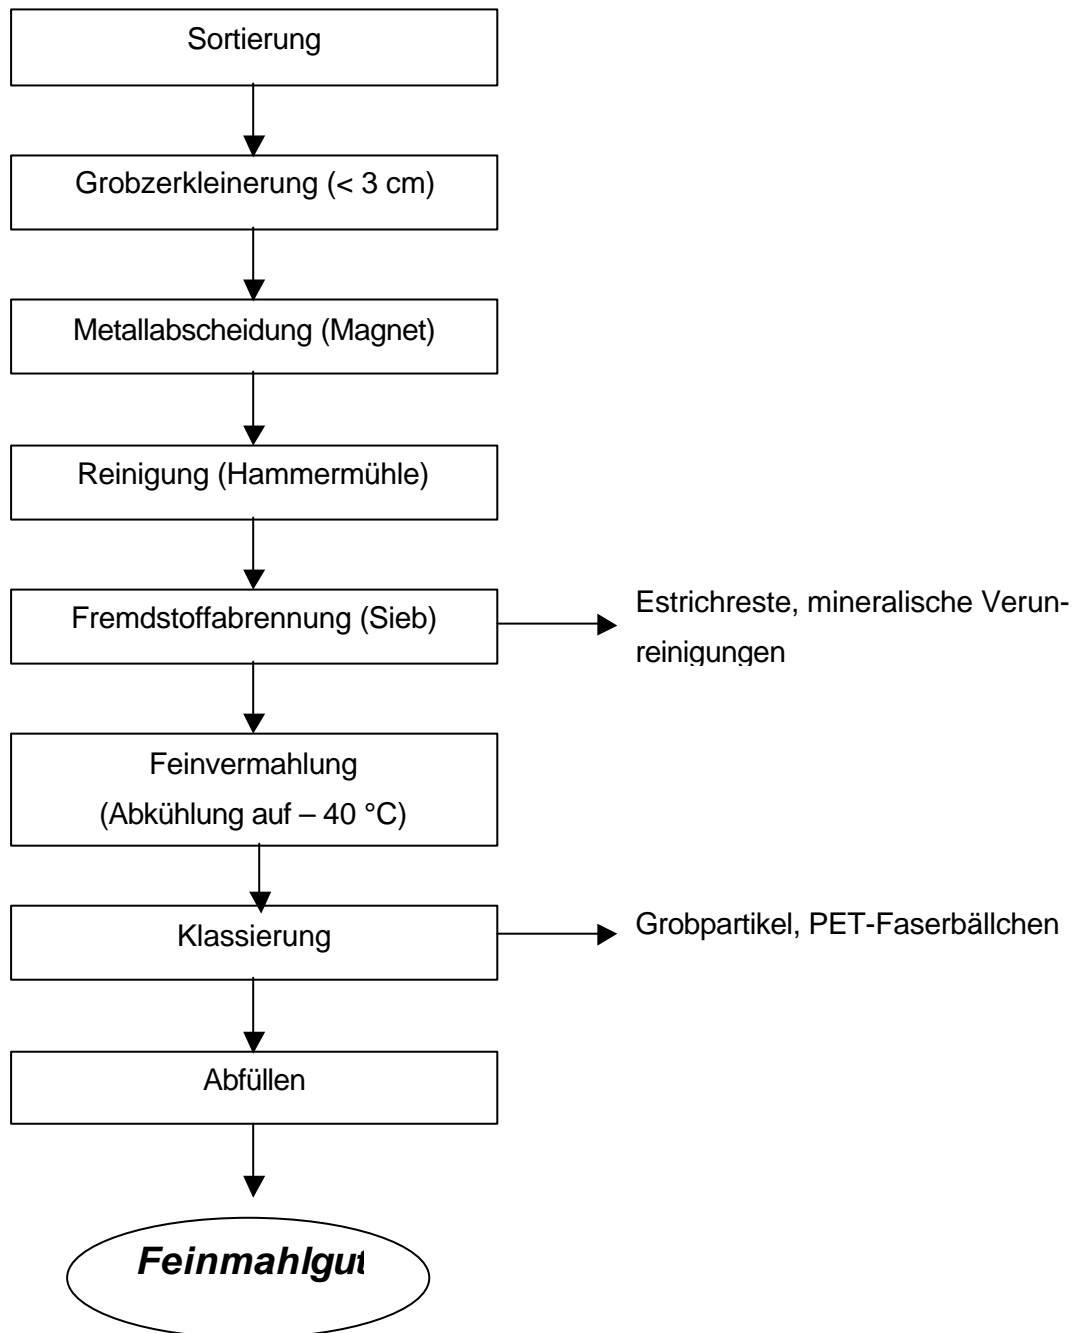 Sortierung
Grobzerkleinerung (< 3 cm)
Metallabscheidung (Magnet)
Reinigung (Hammermühle)
Fremdstoffabrennung (Sieb)
Estrichreste, mineralische Verun-
reinigungen
Feinvermahlung
(Abkühlung auf – 40 °C)
Klassierung
Grobpartikel, PET-Faserbällchen
Abfüllen
Feinmahlgut